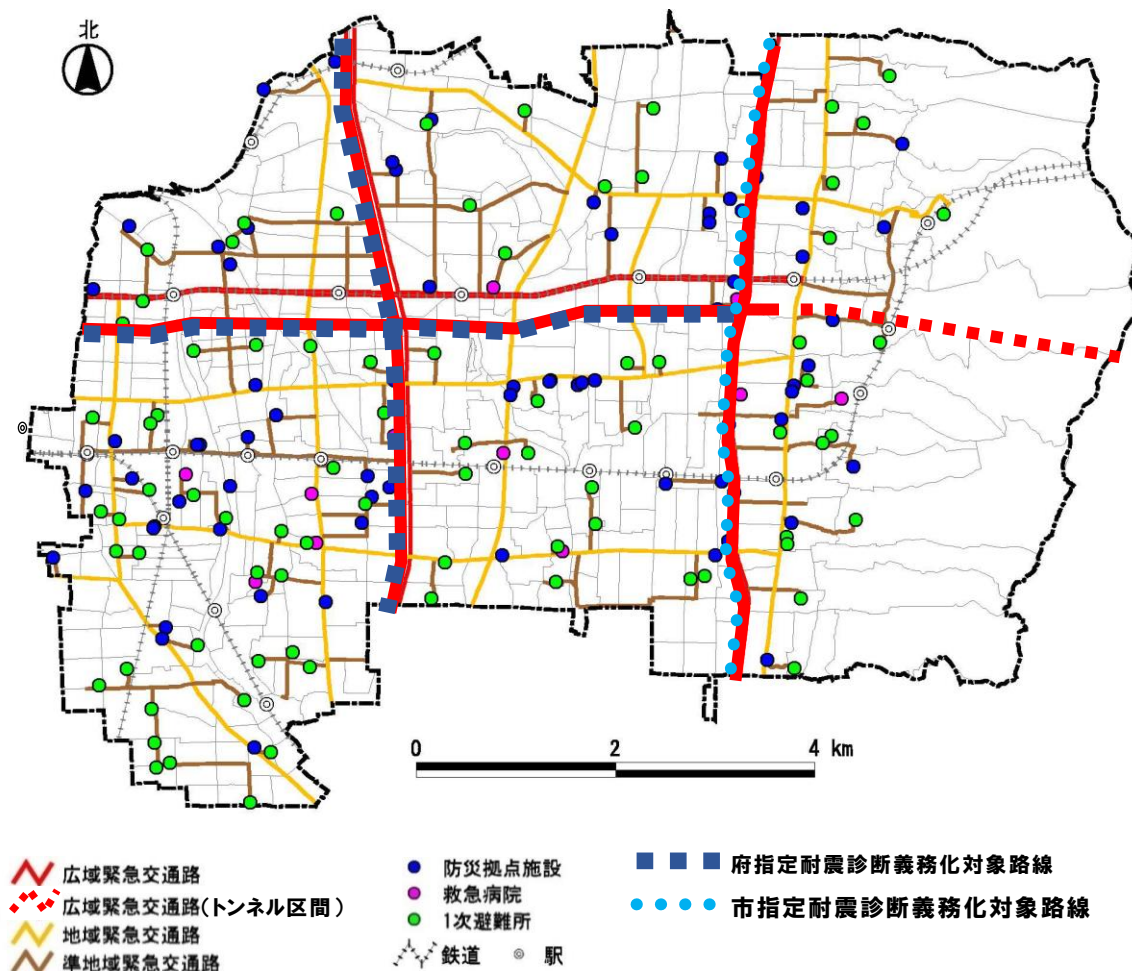 北
0 2 4 km
広域緊急交通路
広域緊急交通路(トンネル区間)
地域緊急交通路
準地域緊急交通路
防災拠点施設
救急病院
1次避難所
鉄道 駅
府指定耐震診断義務化対象路線
市指定耐震診断義務化対象路線